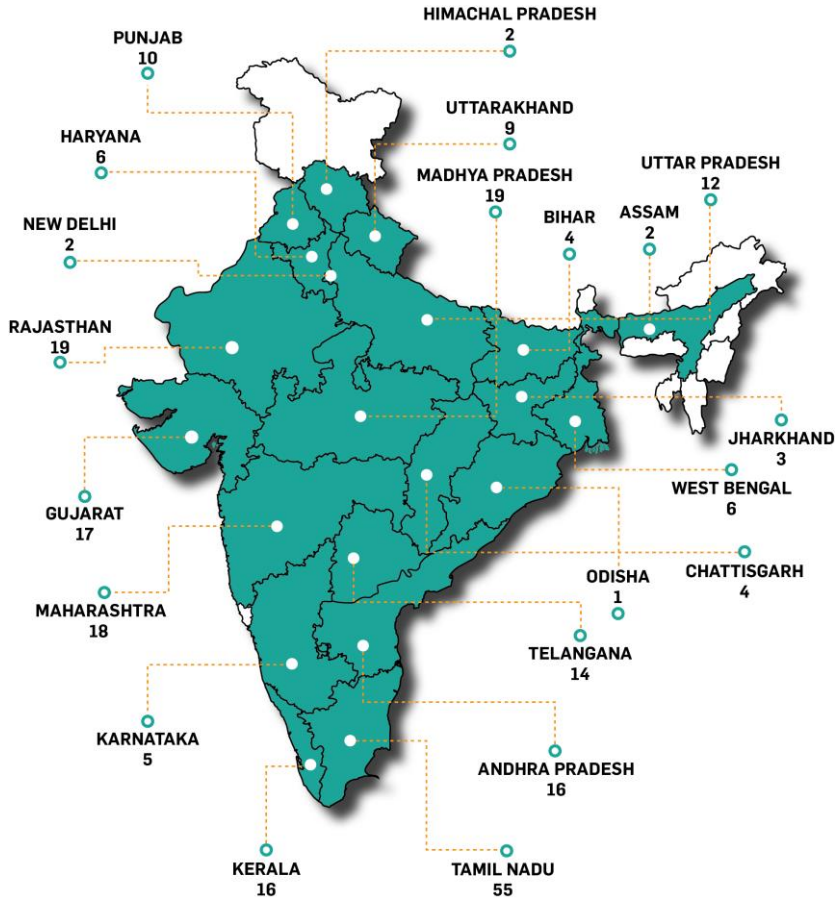 HIMACHAL PRADESH
2
PUNJAB
10
UTTARAKHAND
9
HARYANA
6
MADHYA PRADESH
19
UTTAR PRADESH
12
BIHAR
4
ASSAM
2
NEW DELHI
2
RAJASTHAN
19
JHARKHAND
3
WEST BENGAL
6
GUJARAT
17
ODISHA
1
CHATTISGARH
4
MAHARASHTRA
18
TELANGANA
14
KARNATAKA
5
ANDHRA PRADESH
16
KERALA
16
TAMIL NADU
55